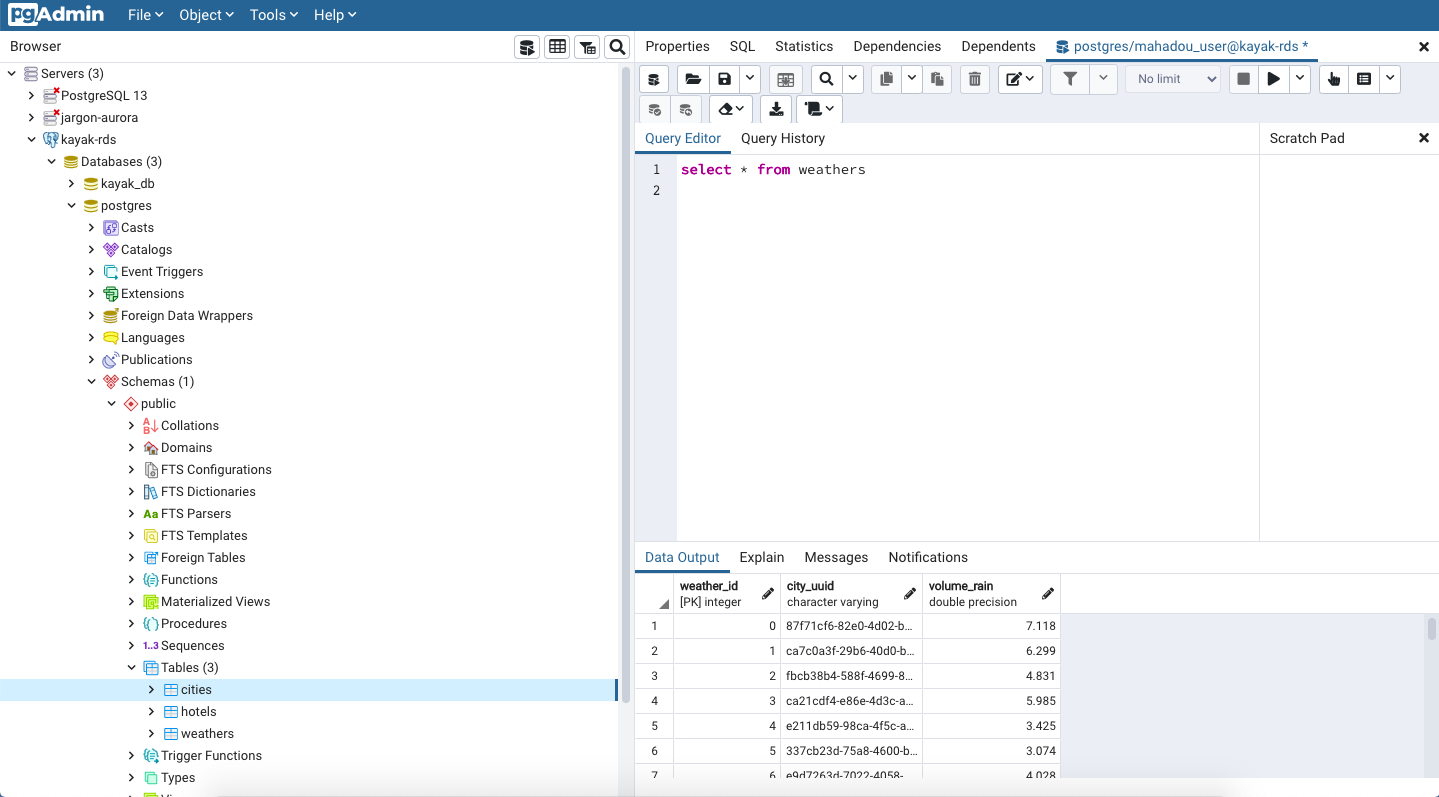 pgAdmin File Object Tools Help
Browser
Servers (3)
PostgreSQL 13
jargon-aurora
kayak-rds
Databases (3)
kayak_db
postgres
Casts
Catalogs
Event Triggers
Extensions
Foreign Data Wrappers
Languages
Publications
Schemas (1)
public
Collations
Domains
FTS Configurations
FTS Dictionaries
Aa FTS Parsers
FTS Templates
Foreign Tables
Functions
Materialized Views
Procedures
1..3 Sequences
Tables (3)
cities
hotels
weathers
Trigger Functions
Types
Properties SQL Statistics Dependencies Dependents postgres/mahadou_user@kayak-rds *
No limit
Query Editor Query History
Scratch Pad
1 select * from weathers
2
Data Output Explain Messages Notifications
weather_id city_uuid volume_rain
[PK] integer character varying double precision
1 0 87f71cf6-82e0-4d02-b... 7.118
2 1 ca7c0a3f-29b6-40d0-b... 6.299
3 2 fbcb38b4-588f-4699-8... 4.831
4 3 ca21cdf4-e86e-4d3c-a... 5.985
5 4 e211db59-98ca-4f5c-a... 3.425
6 5 337cb23d-75a8-4600-b... 3.074
7 6 e9d7263d-7022-4058- 4.028